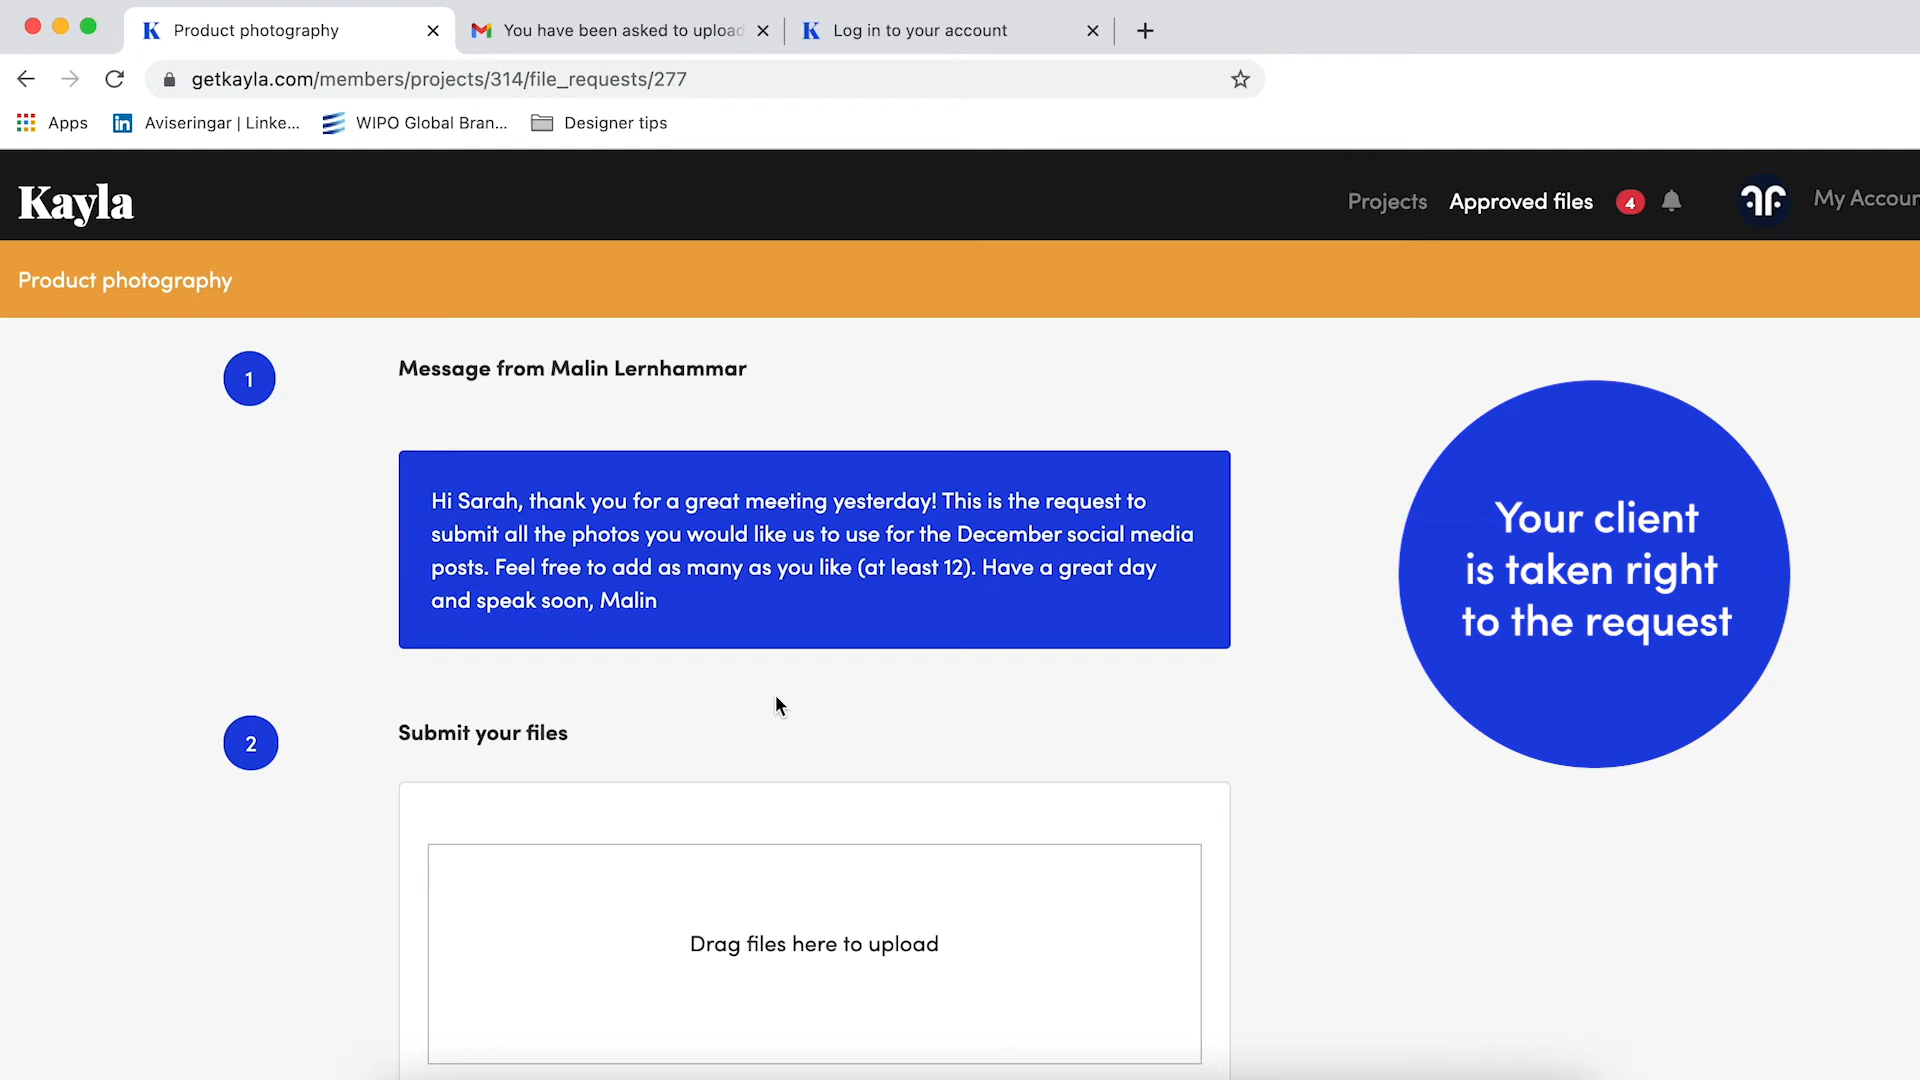 Product photography
You have been asked to upload
Log in to your account
getkayla.com/members/projects/314/file_requests/277
Apps
Aviseringar | Linke...
WIPO Global Bran...
Designer tips
Kayla
Projects
Approved files
4
My Accour
Product photography
1
Message from Malin Lernhammar
Hi Sarah, thank you for a great meeting yesterday! This is the request to
submit all the photos you would like us to use for the December social media
posts. Feel free to add as many as you like (at least 12). Have a great day
and speak soon, Malin
Your client
is taken right
to the request
2
Submit your files
Drag files here to upload